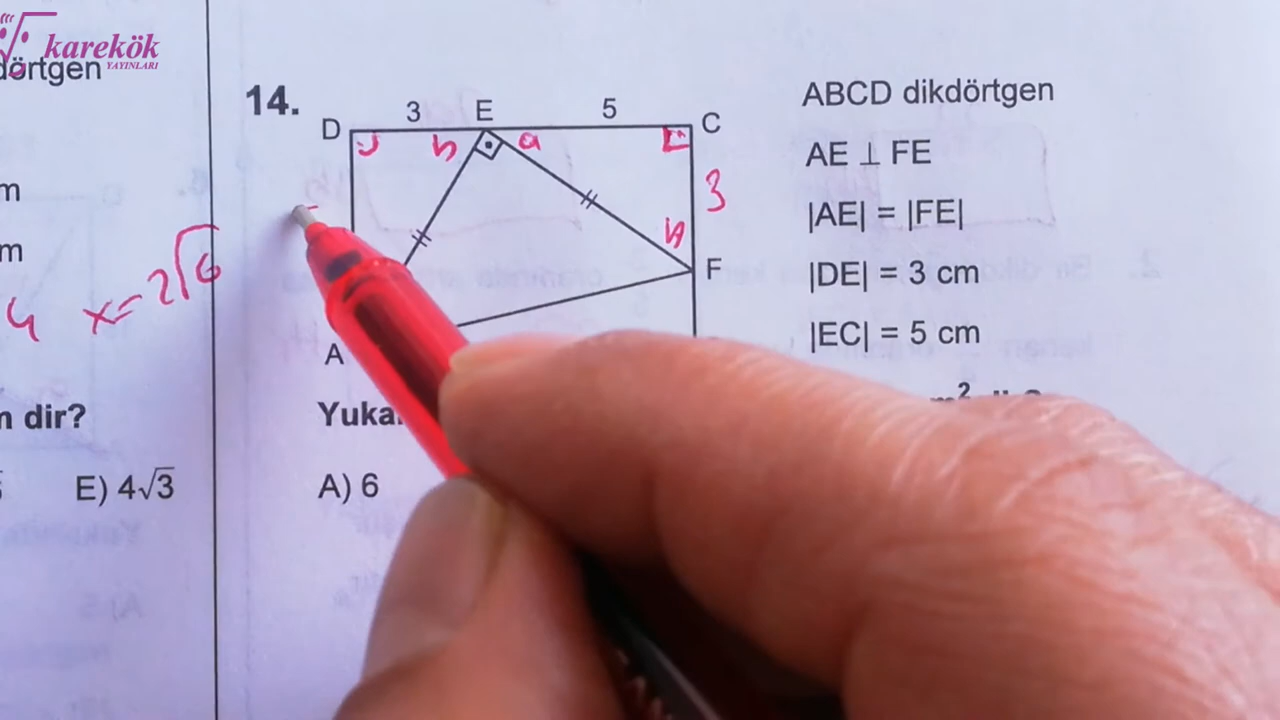 karekök
YAYINLARI
dörtgen
m
m
4 x = 2√6
n dir?
E) 4√3
14.
D 3 E 5 C
b a
3
b
F
A
ABCD dikdörtgen
AE ⊥ FE
|AE| = |FE|
|DE| = 3 cm
|EC| = 5 cm
A) 6